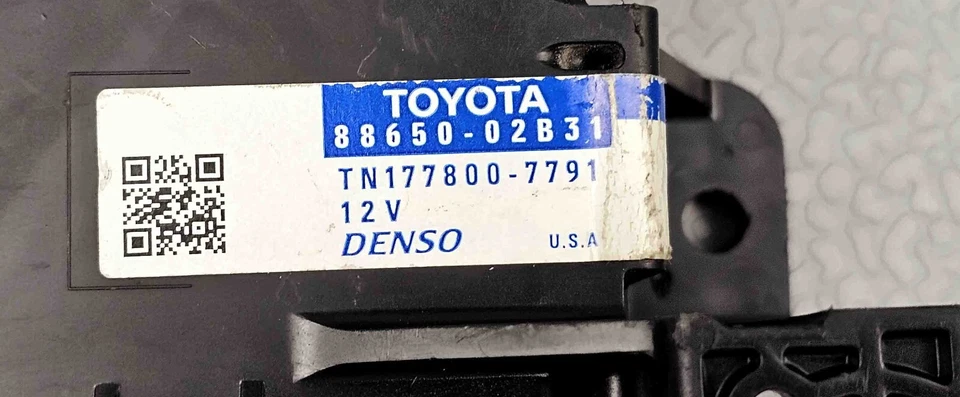 TOYOTA
88650-02B31
TN177800-7791
12V
DENSO
U.S.A